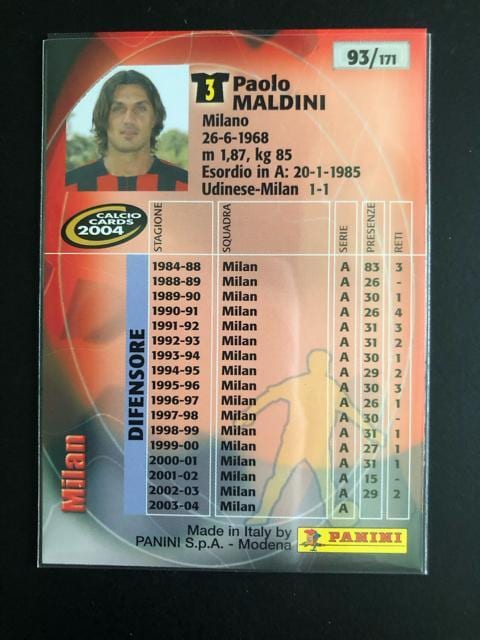 93/171
3
Paolo
MALDINI
Milano
26-6-1968
m 1,87, kg 85
Esordio in A: 20-1-1985
Udinese-Milan 1-1
CALCIO
CARDS
2004
STAGIONE SQUADRA SERIE PRESENZE RETI
1984-88 Milan A 83 3
1988-89 Milan A 26 -
1989-90 Milan A 30 1
1990-91 Milan A 26 4
1991-92 Milan A 31 3
1992-93 Milan A 31 2
1993-94 Milan A 30 1
1994-95 Milan A 29 2
1995-96 Milan A 30 3
1996-97 Milan A 26 1
1997-98 Milan A 30 -
1998-99 Milan A 31 1
1999-00 Milan A 27 1
2000-01 Milan A 31 1
2001-02 Milan A 15 -
2002-03 Milan A 29 2
2003-04 Milan A
DIFENSORE
Milan
Made in Italy by
PANINI S.p.A. - Modena
PANINI